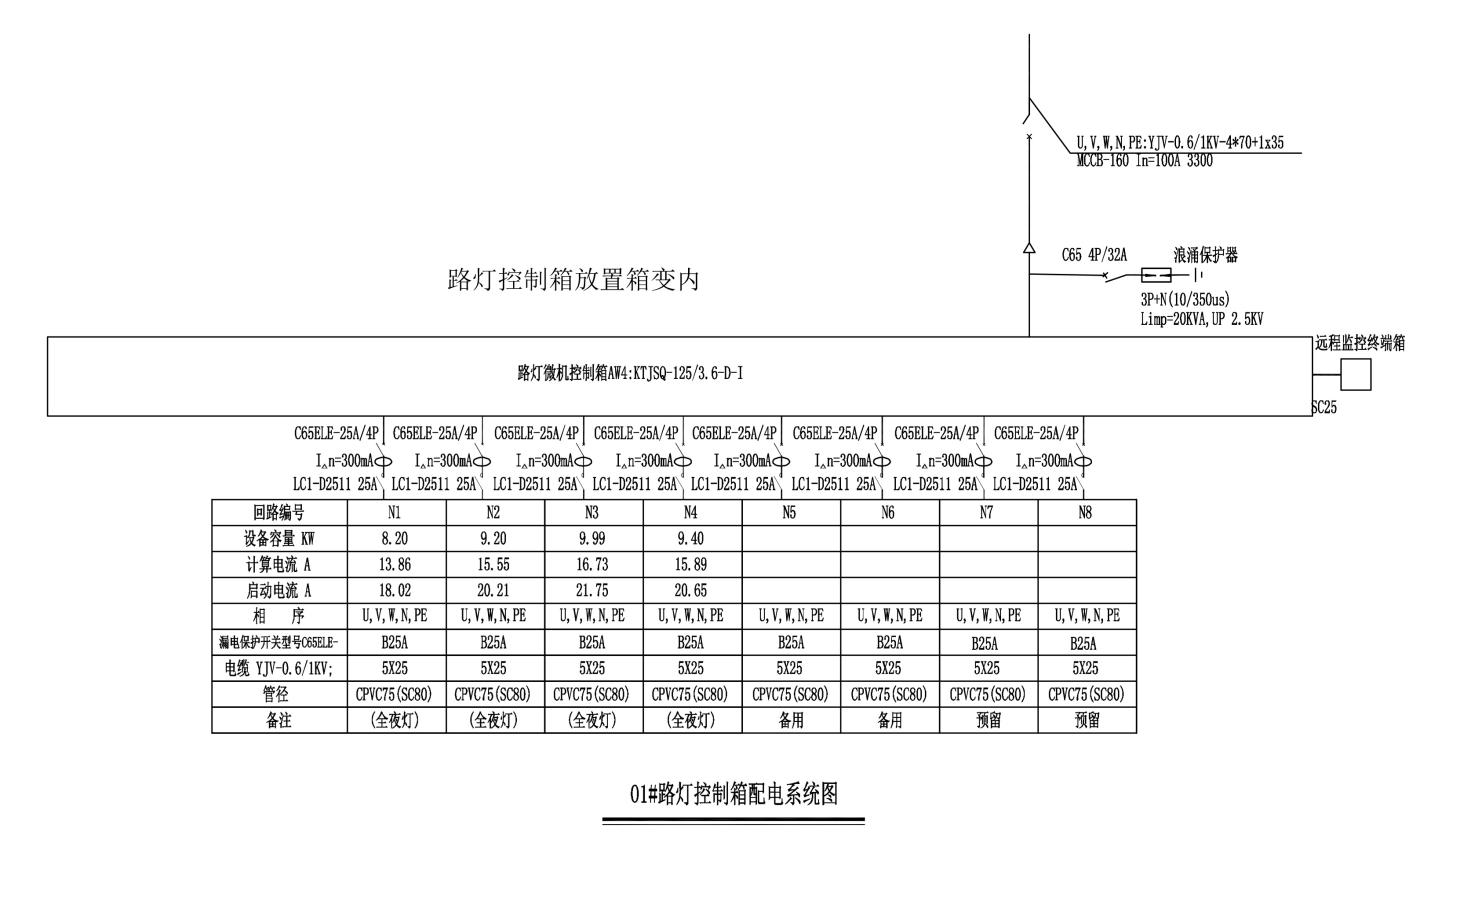 U,V,W,N,PE:YJV-0.6/1KV-4*70+1x35
MCCB-160 In=100A 3300
C65 4P/32A
浪涌保护器
3P+N(10/350us)
Limp=20KVA,UP 2.5KV
路灯控制箱放置箱变内
远程监控终端箱
路灯微机控制箱AW4:KTJSQ-125/3.6-D-I
SC25
C65ELE-25A/4P C65ELE-25A/4P C65ELE-25A/4P C65ELE-25A/4P C65ELE-25A/4P C65ELE-25A/4P C65ELE-25A/4P C65ELE-25A/4P
I△n=300mA I△n=300mA I△n=300mA I△n=300mA I△n=300mA I△n=300mA I△n=300mA I△n=300mA
LC1-D2511 25A LC1-D2511 25A LC1-D2511 25A LC1-D2511 25A LC1-D2511 25A LC1-D2511 25A LC1-D2511 25A LC1-D2511 25A
回路编号 N1 N2 N3 N4 N5 N6 N7 N8
设备容量 KW 8.20 9.20 9.99 9.40
计算电流 A 13.86 15.55 16.73 15.89
启动电流 A 18.02 20.21 21.75 20.65
相 序 U,V,W,N,PE U,V,W,N,PE U,V,W,N,PE U,V,W,N,PE U,V,W,N,PE U,V,W,N,PE U,V,W,N,PE U,V,W,N,PE
漏电保护开关型号C65ELE- B25A B25A B25A B25A B25A B25A B25A B25A
电缆 YJV-0.6/1KV; 5X25 5X25 5X25 5X25 5X25 5X25 5X25 5X25
管径 CPVC75(SC80) CPVC75(SC80) CPVC75(SC80) CPVC75(SC80) CPVC75(SC80) CPVC75(SC80) CPVC75(SC80) CPVC75(SC80)
备注 (全夜灯) (全夜灯) (全夜灯) (全夜灯) 备用 备用 预留 预留
01#路灯控制箱配电系统图